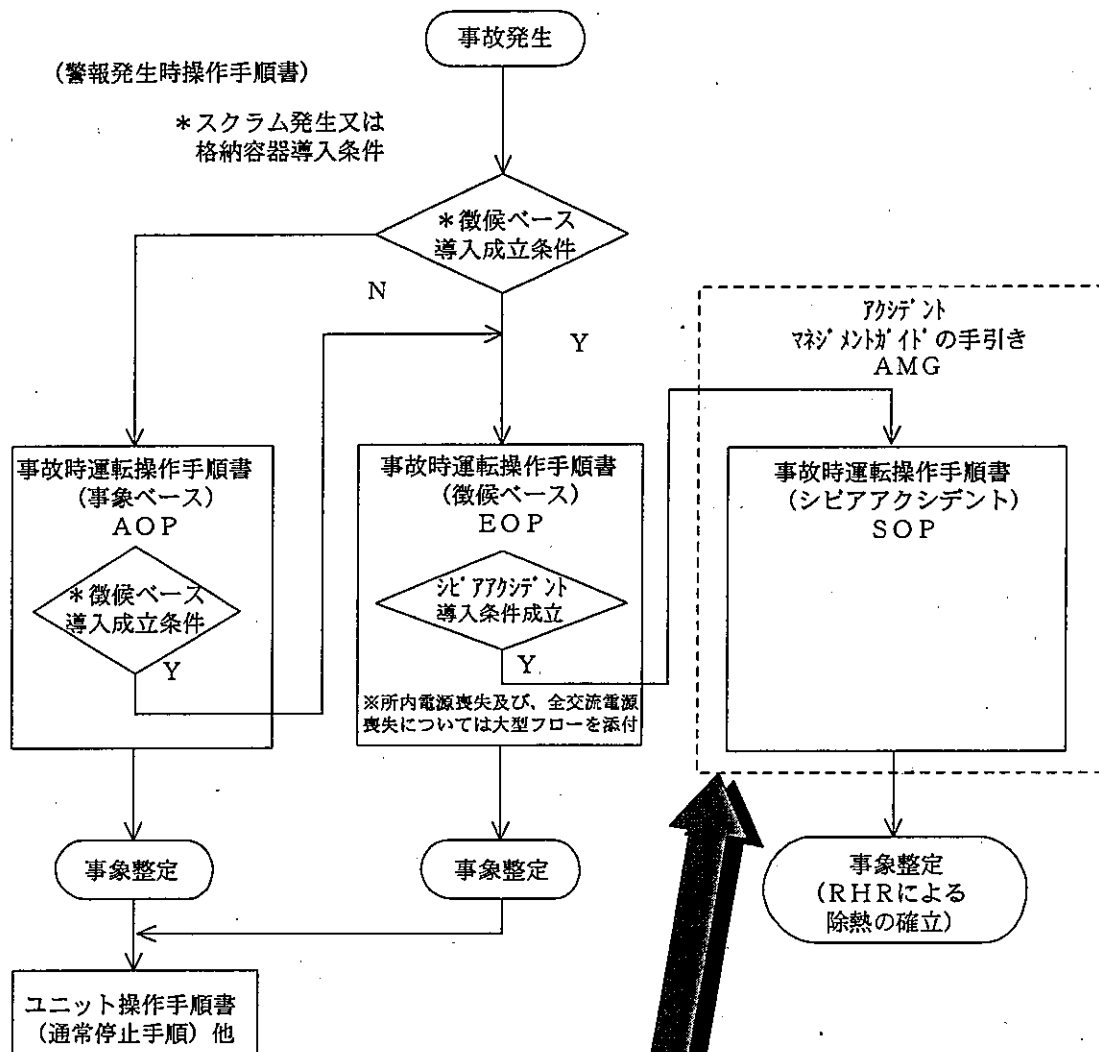 事故発生
(警報発生時操作手順書)
＊スクラム発生又は
格納容器導入条件
＊徴候ベース
導入成立条件
N
Y
アクシデント
マネジメントガイドの手引き
AMG
事故時運転操作手順書
(事象ベース)
AOP
＊徴候ベース
導入成立条件
Y
事故時運転操作手順書
(徴候ベース)
EOP
シビアアクシデント
導入条件成立
Y
※所内電源喪失及び、全交流電源
喪失については大型フローを添付
事故時運転操作手順書
(シビアアクシデント)
SOP
事象整定
事象整定
事象整定
(RHRによる
除熱の確立)
ユニット操作手順書
(通常停止手順)他